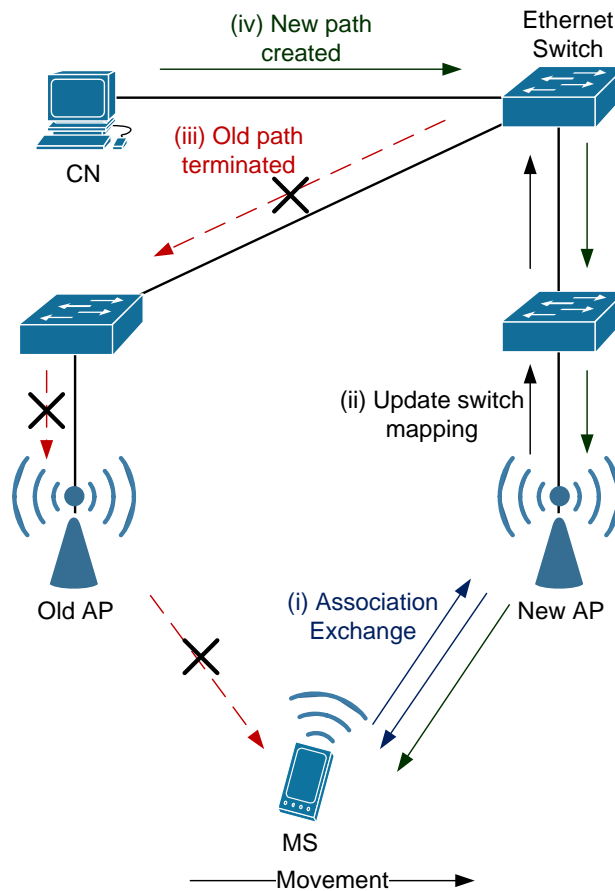 (iv) New path
created
Ethernet
Switch
(iii) Old path
terminated
CN
(ii) Update switch
mapping
Old AP
(i) Association
Exchange
New AP
MS
Movement